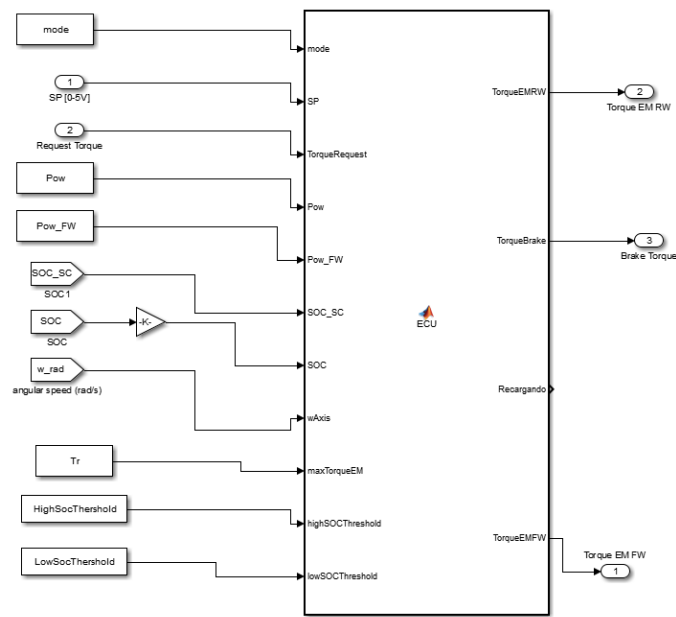 mode
mode
1
SP [0-5V]
SP
TorqueEMRW
2
Torque EM RW
2
Request Torque
TorqueRequest
Pow
Pow
Pow_FW
Pow_FW
TorqueBrake
3
Brake Torque
SOC_SC
SOC1
SOC_SC
ECU
SOC
SOC
-K-
SOC
w_rad
angular speed (rad/s)
Recargando
wAxis
Tr
maxTorqueEM
HighSocThershold
highSOCThreshold
TorqueEMFW
Torque EM FW
1
LowSocThershold
lowSOCThreshold